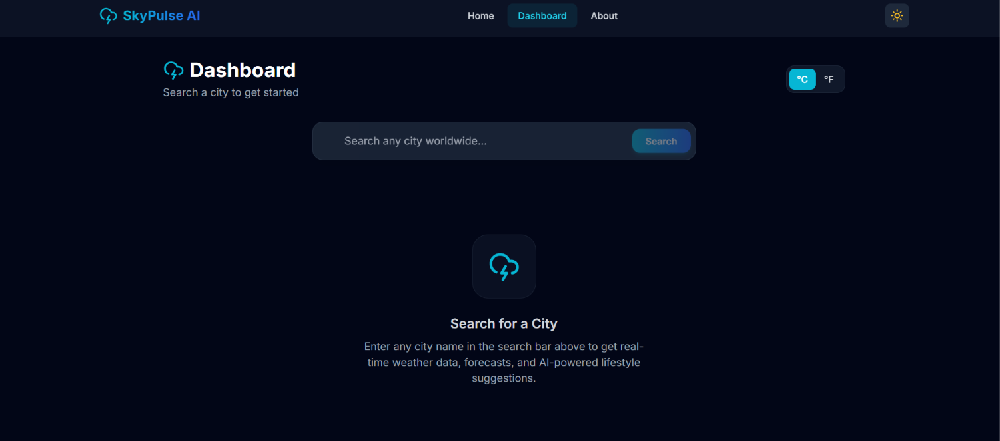 SkyPulse AI
Home
Dashboard
About
Dashboard
Search a city to get started
°C
°F
Search any city worldwide...
Search
Search for a City
Enter any city name in the search bar above to get real-
time weather data, forecasts, and AI-powered lifestyle
suggestions.